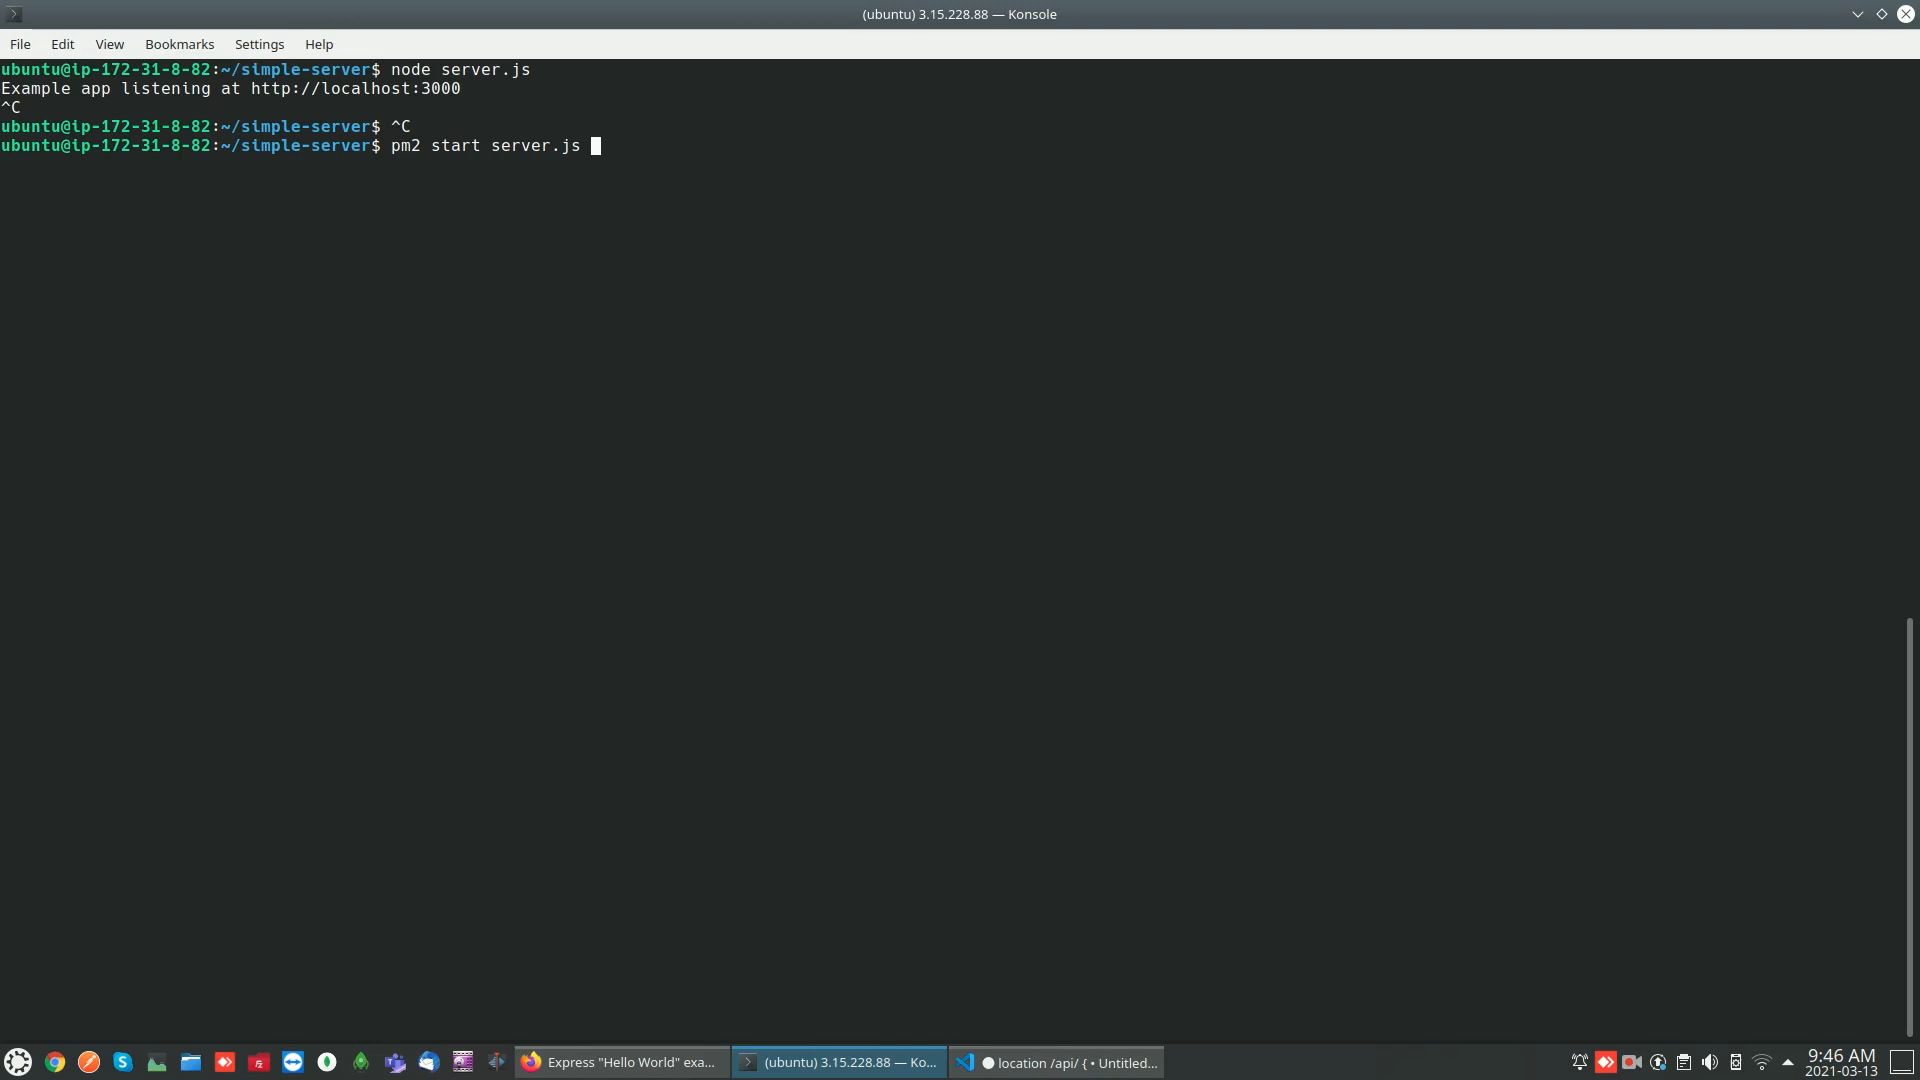 (ubuntu) 3.15.228.88 — Konsole
File Edit View Bookmarks Settings Help
ubuntu@ip-172-31-8-82:~/simple-server$ node server.js
Example app listening at http://localhost:3000
^C
ubuntu@ip-172-31-8-82:~/simple-server$ ^C
ubuntu@ip-172-31-8-82:~/simple-server$ pm2 start server.js
Express "Hello World" exa...
(ubuntu) 3.15.228.88 — Ko...
location /api/ { • Untitled...
9:46 AM
2021-03-13